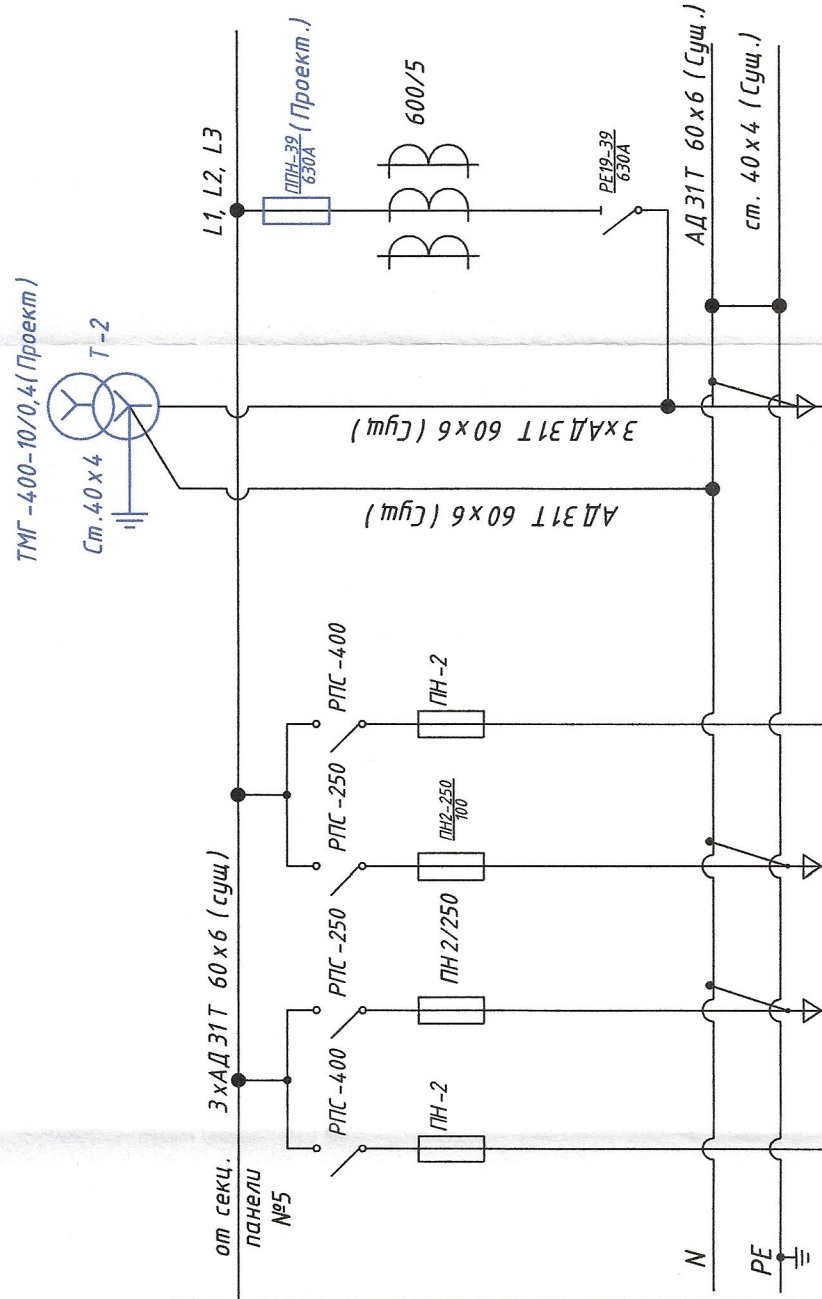 ТМГ-400-10/0,4(Проект)
Т-2
Ст.40х4
L1, L2, L3
ППН-39
630А
(Проект.)
600/5
РЕ19-39
630А
3хАД31Т 60х6 (Сущ)
АД31Т 60х6 (Сущ)
АД31Т 60х6 (Сущ.)
ст. 40х4 (Сущ.)
от секц.
панели
№5
3хАД31Т 60х6 (сущ)
РПС-400
РПС-250
РПС-250
РПС-400
ПН-2
ПН2/250
ПН2-250
100
ПН-2
N
PE